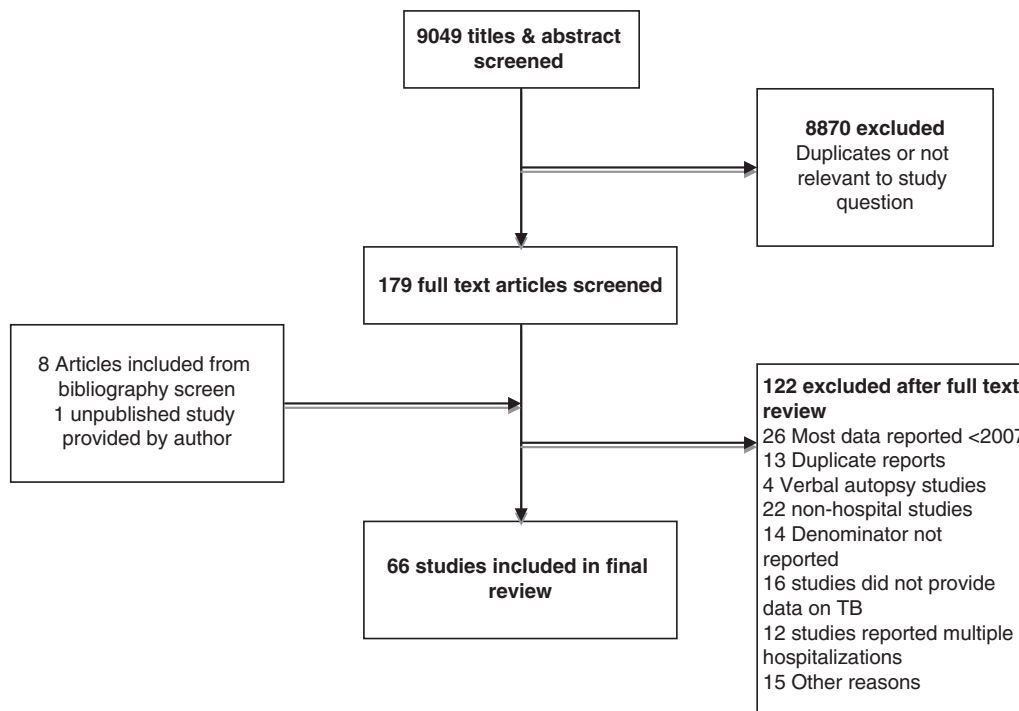 9049 titles & abstract
screened
8870 excluded
Duplicates or not
relevant to study
question
179 full text articles screened
8 Articles included from
bibliography screen
1 unpublished study
provided by author
122 excluded after full text
review
26 Most data reported <2007
13 Duplicate reports
4 Verbal autopsy studies
22 non-hospital studies
14 Denominator not
reported
16 studies did not provide
data on TB
12 studies reported multiple
hospitalizations
15 Other reasons
66 studies included in final
review